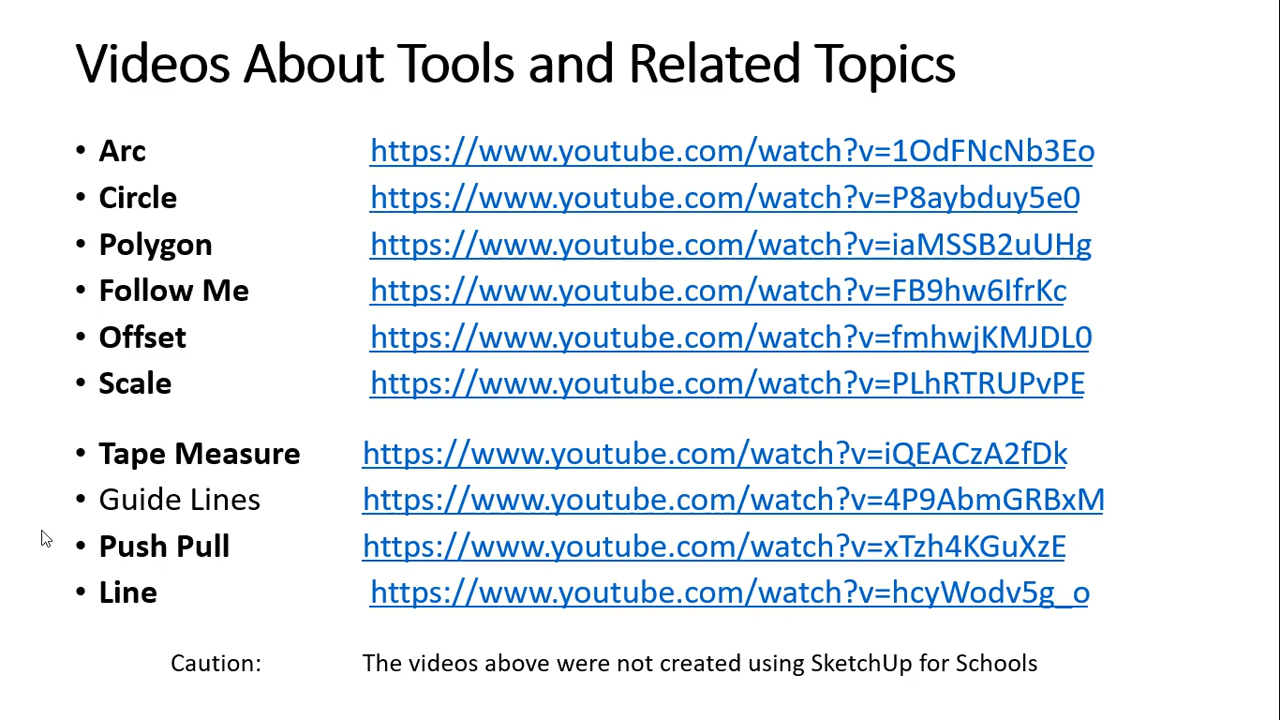 Videos About Tools and Related Topics
• Arc https://www.youtube.com/watch?v=1OdFNcNb3Eo
• Circle https://www.youtube.com/watch?v=P8aybduy5e0
• Polygon https://www.youtube.com/watch?v=iaMSSB2uUHg
• Follow Me https://www.youtube.com/watch?v=FB9hw6IfrKc
• Offset https://www.youtube.com/watch?v=fmhwjKMJDL0
• Scale https://www.youtube.com/watch?v=PLhRTRUPvPE
• Tape Measure https://www.youtube.com/watch?v=iQEACzA2fDk
• Guide Lines https://www.youtube.com/watch?v=4P9AbmGRBxM
• Push Pull https://www.youtube.com/watch?v=xTzh4KGuXzE
• Line https://www.youtube.com/watch?v=hcyWodv5g_o
Caution: The videos above were not created using SketchUp for Schools